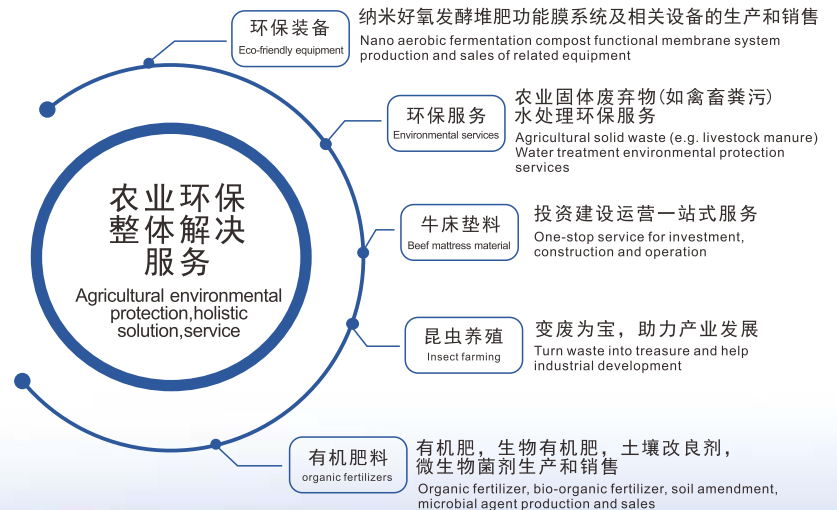 环保装备
Eco-friendly equipment
纳米好氧发酵堆肥功能膜系统及相关设备的生产和销售
Nano aerobic fermentation compost functional membrane system
production and sales of related equipment
环保服务
Environmental services
农业固体废弃物(如禽畜粪污)
水处理环保服务
Agricultural solid waste (e.g. livestock manure)
Water treatment environmental protection
services
农业环保
整体解决
服务
Agricultural environmental
protection,holistic
solution,service
牛床垫料
Beef mattress material
投资建设运营一站式服务
One-stop service for investment,
construction and operation
昆虫养殖
Insect farming
变废为宝，助力产业发展
Turn waste into treasure and help
industrial development
有机肥料
organic fertilizers
有机肥，生物有机肥，土壤改良剂，
微生物菌剂生产和销售
Organic fertilizer, bio-organic fertilizer, soil amendment,
microbial agent production and sales